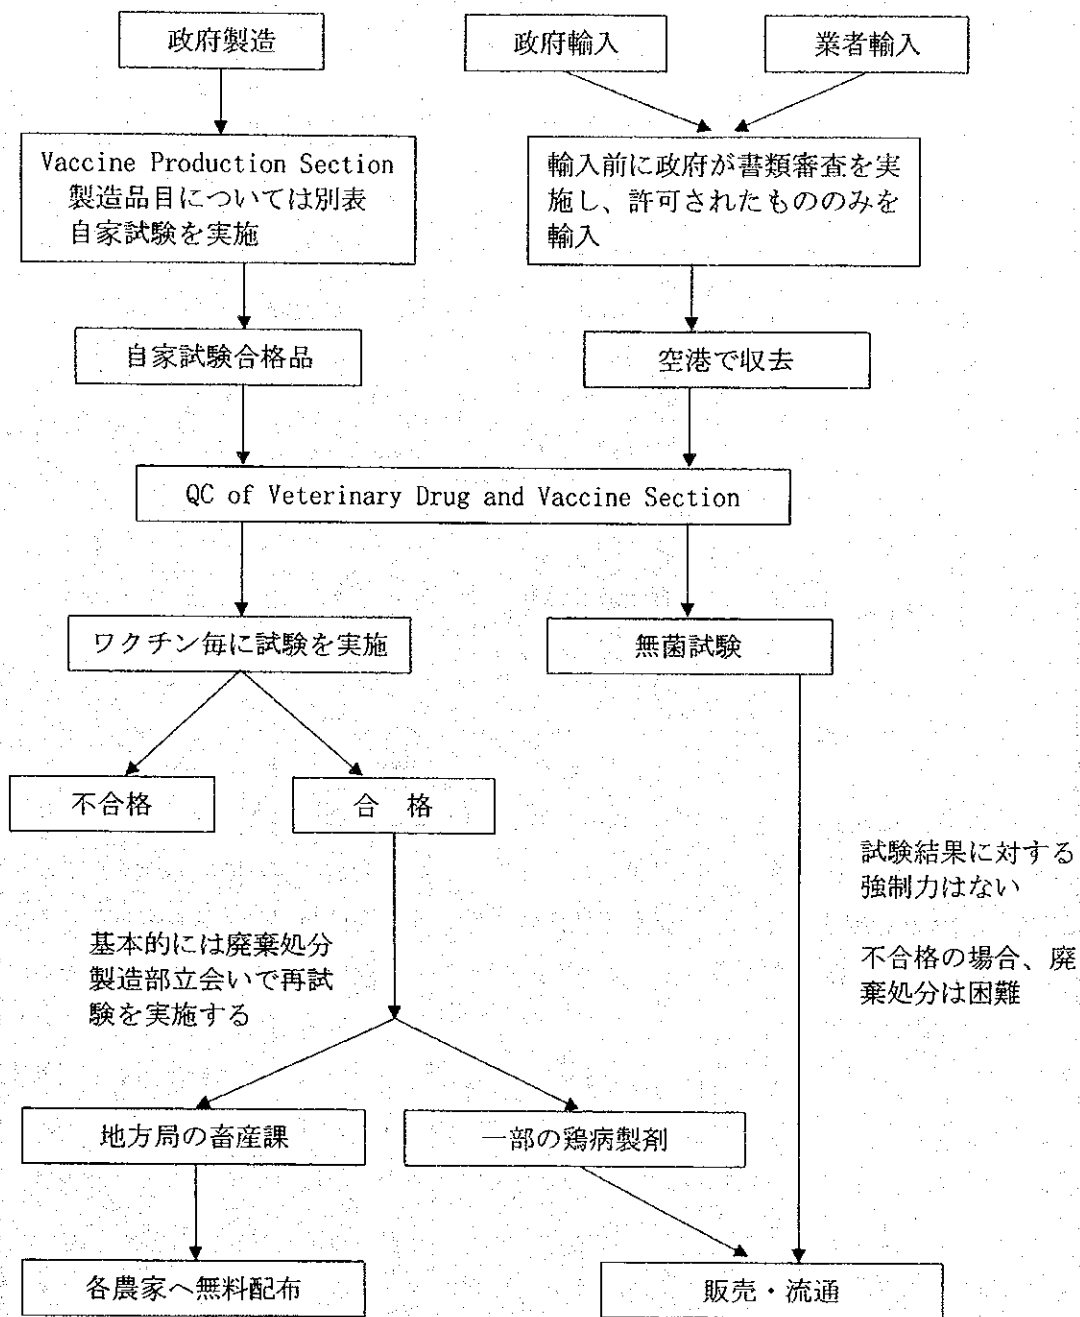 政府製造
政府輸入
業者輸入
Vaccine Production Section
製造品目については別表
自家試験を実施
輸入前に政府が書類審査を実
施し、許可されたもののみを
輸入
自家試験合格品
空港で収去
QC of Veterinary Drug and Vaccine Section
ワクチン毎に試験を実施
無菌試験
不合格
合 格
試験結果に対する
強制力はない
不合格の場合、廃
棄処分は困難
基本的には廃棄処分
製造部立会いで再試
験を実施する
地方局の畜産課
一部の鶏病製剤
各農家へ無料配布
販売・流通